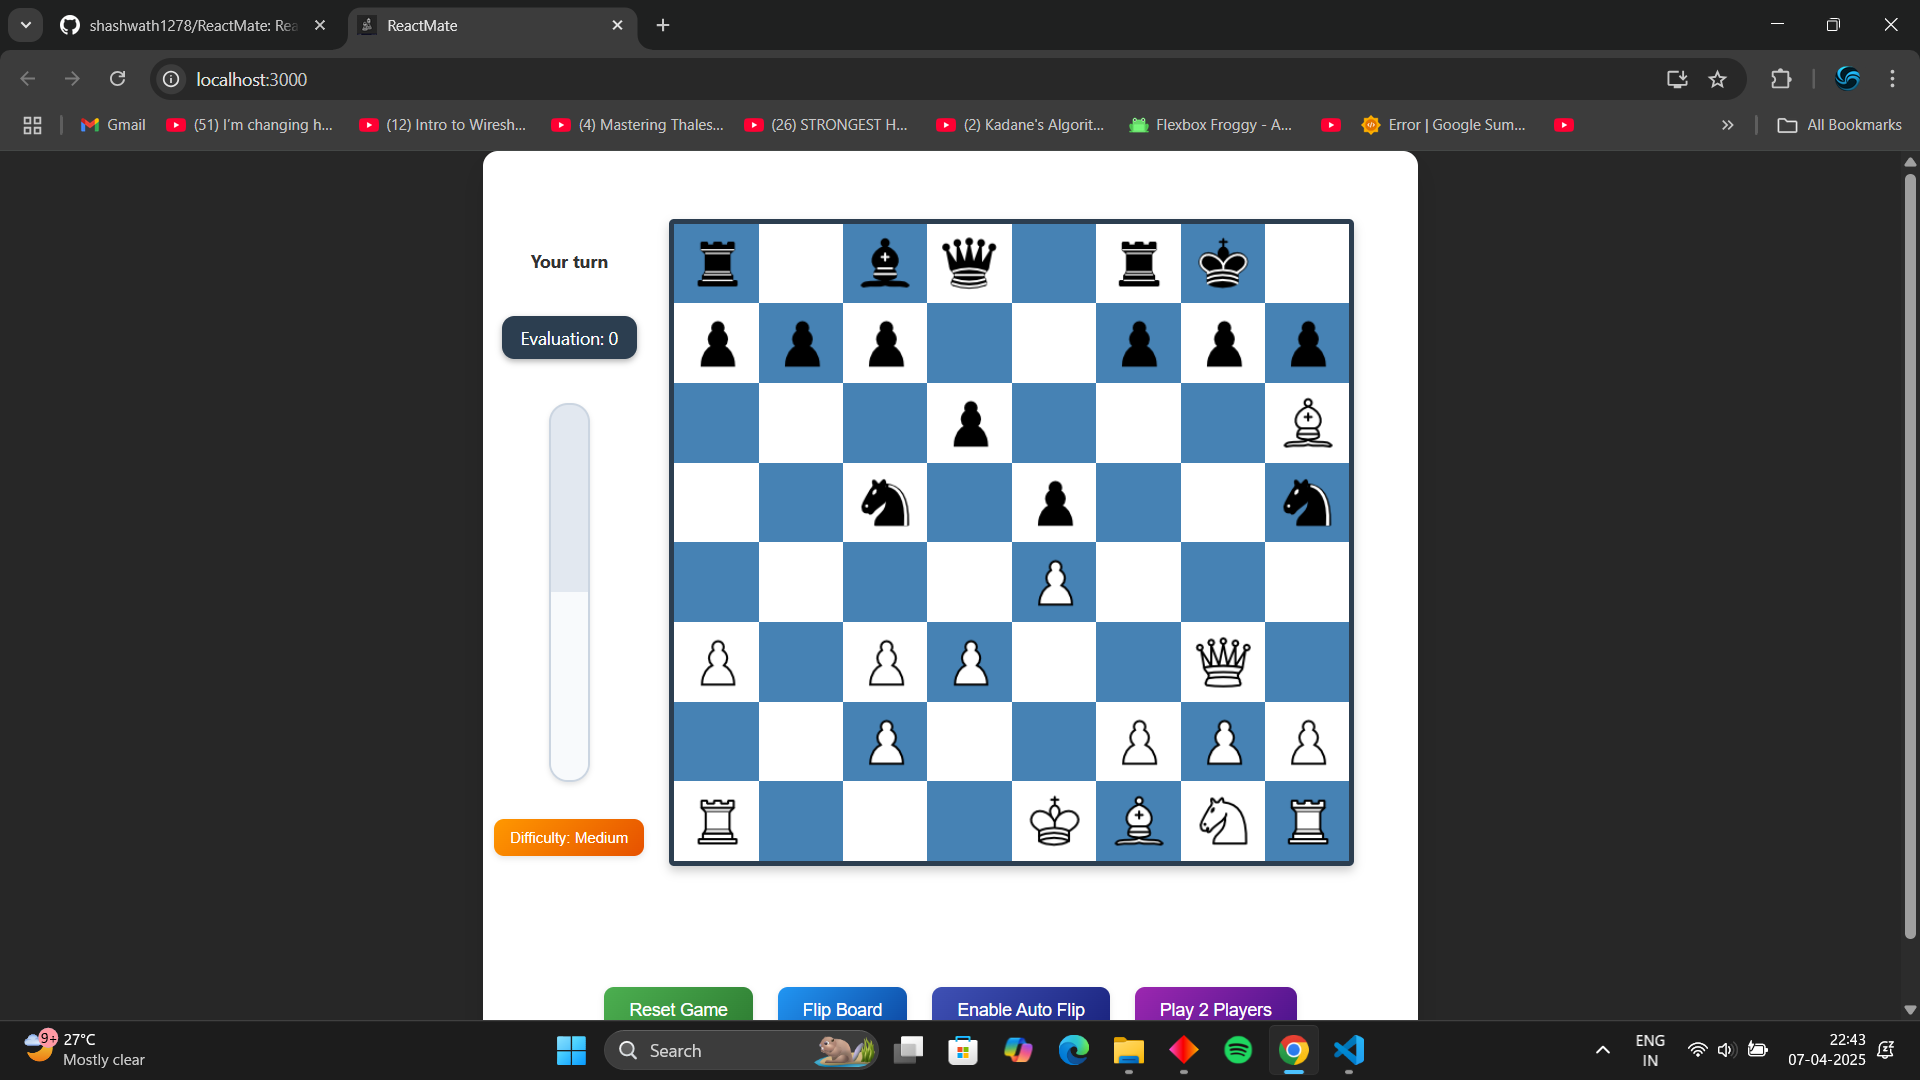 shashwath1278/ReactMate: Rea
ReactMate
localhost:3000
Gmail
(51) I'm changing h...
(12) Intro to Wiresh...
(4) Mastering Thales...
(26) STRONGEST H...
(2) Kadane's Algorit...
Flexbox Froggy - A...
Error | Google Sum...
All Bookmarks
Your turn
Evaluation: 0
Difficulty: Medium
Reset Game
Flip Board
Enable Auto Flip
Play 2 Players
9+
27°C
Mostly clear
Search
ENG
IN
22:43
07-04-2025